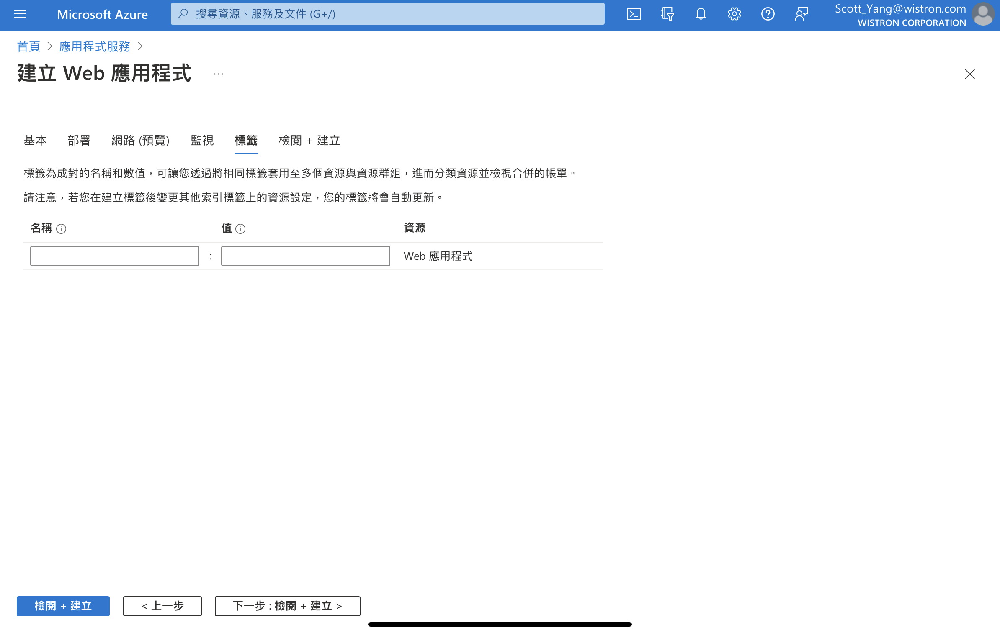 Microsoft Azure
搜尋資源、服務及文件 (G+/)
Scott_Yang@wistron.com
WISTRON CORPORATION
首頁 > 應用程式服務 >
建立 Web 應用程式 ...
基本 部署 網路 (預覽) 監視 標籤 檢閱 + 建立
標籤為成對的名稱和數值，可讓您透過將相同標籤套用至多個資源與資源群組，進而分類資源並檢視合併的帳單。
請注意，若您在建立標籤後變更其他索引標籤上的資源設定，您的標籤將會自動更新。
名稱 值 資源
: Web 應用程式
檢閱 + 建立 < 上一步 下一步 : 檢閱 + 建立 >